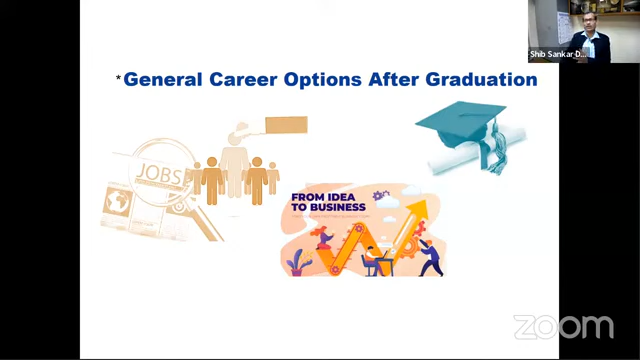 Shib Sankar D...
*General Career Options After Graduation
JOBS
FROM IDEA
TO BUSINESS
zoom